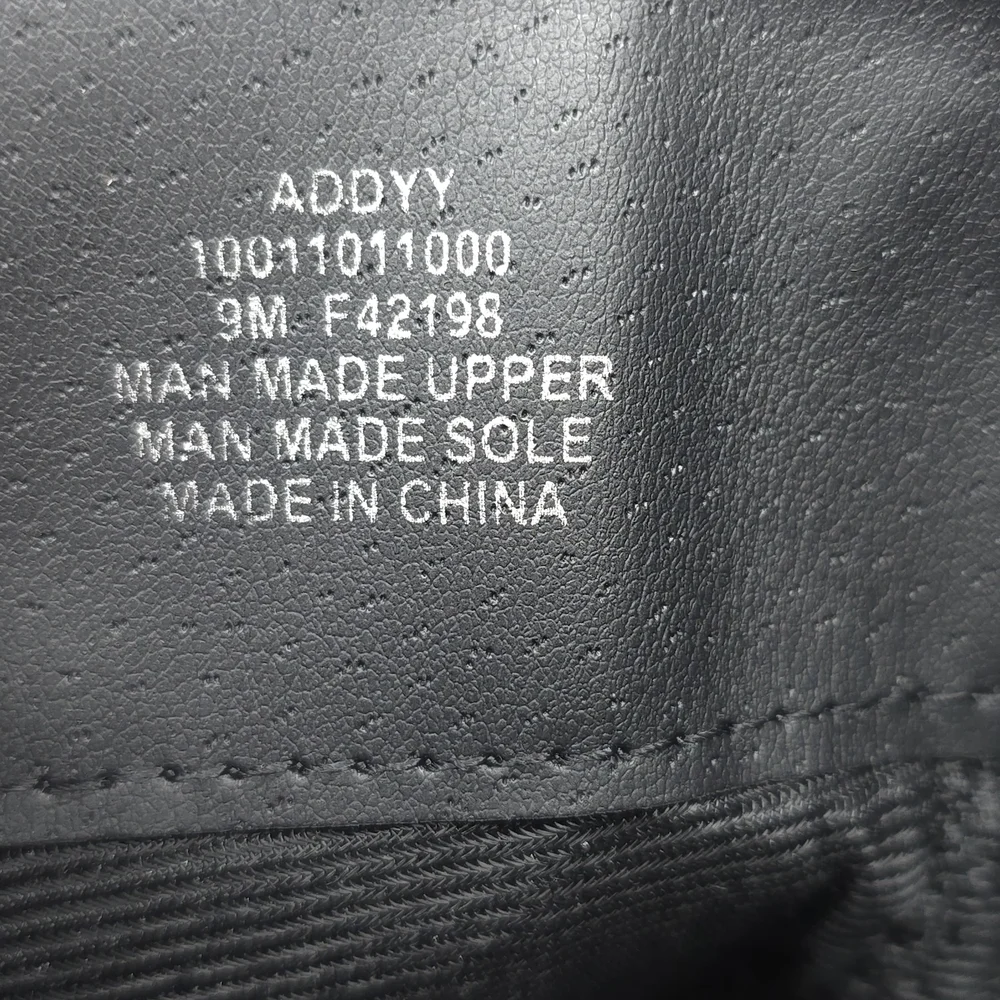 ADDYY
10011011000
9M F42198
MAN MADE UPPER
MAN MADE SOLE
MADE IN CHINA